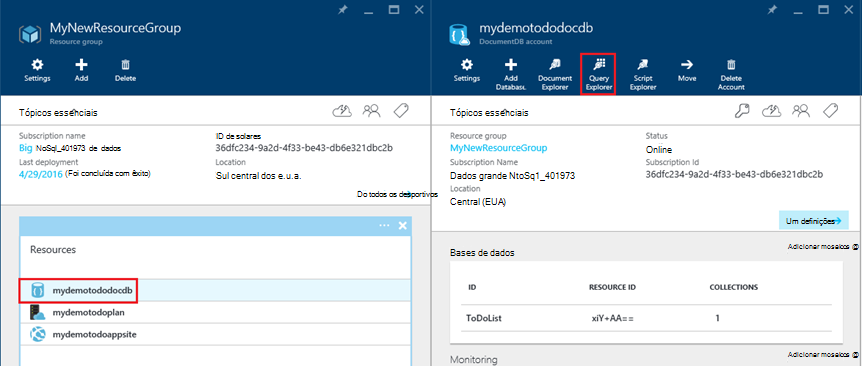 MyNewResourceGroup
Resource group
Settings
Add
Delete
Tópicos essenciais
Subscription name
Big NoSql_401973 de dados
Last deployment
4/29/2016 (Foi concluída com êxito)
ID de solares
36dfc234-9a2d-4f33-be43-db6e321dbc2b
Location
Sul central dos e.u.a.
Do todos os desportivos
Resources
mydemotododocdb
mydemotodoplan
mydemotodoappsite
mydemotododocdb
DocumentDB account
Settings
Add Databas.
Document Explorer
Query Explorer
Script Explorer
Move
Delete Account
Tópicos essenciais
Resource group
MyNewResourceGroup
Subscription Name
Dados grande NtoSq1_401973
Location
Central (EUA)
Status
Online
Subscription Id
36dfc234-9a2d-4f33-be43-db6e321dbc2b
Um definições
Adicionar mosaicos
Bases de dados
ID RESOURCE ID COLLECTIONS
ToDoList xiY+AA== 1
Adicionar mosaicos
Monitoring